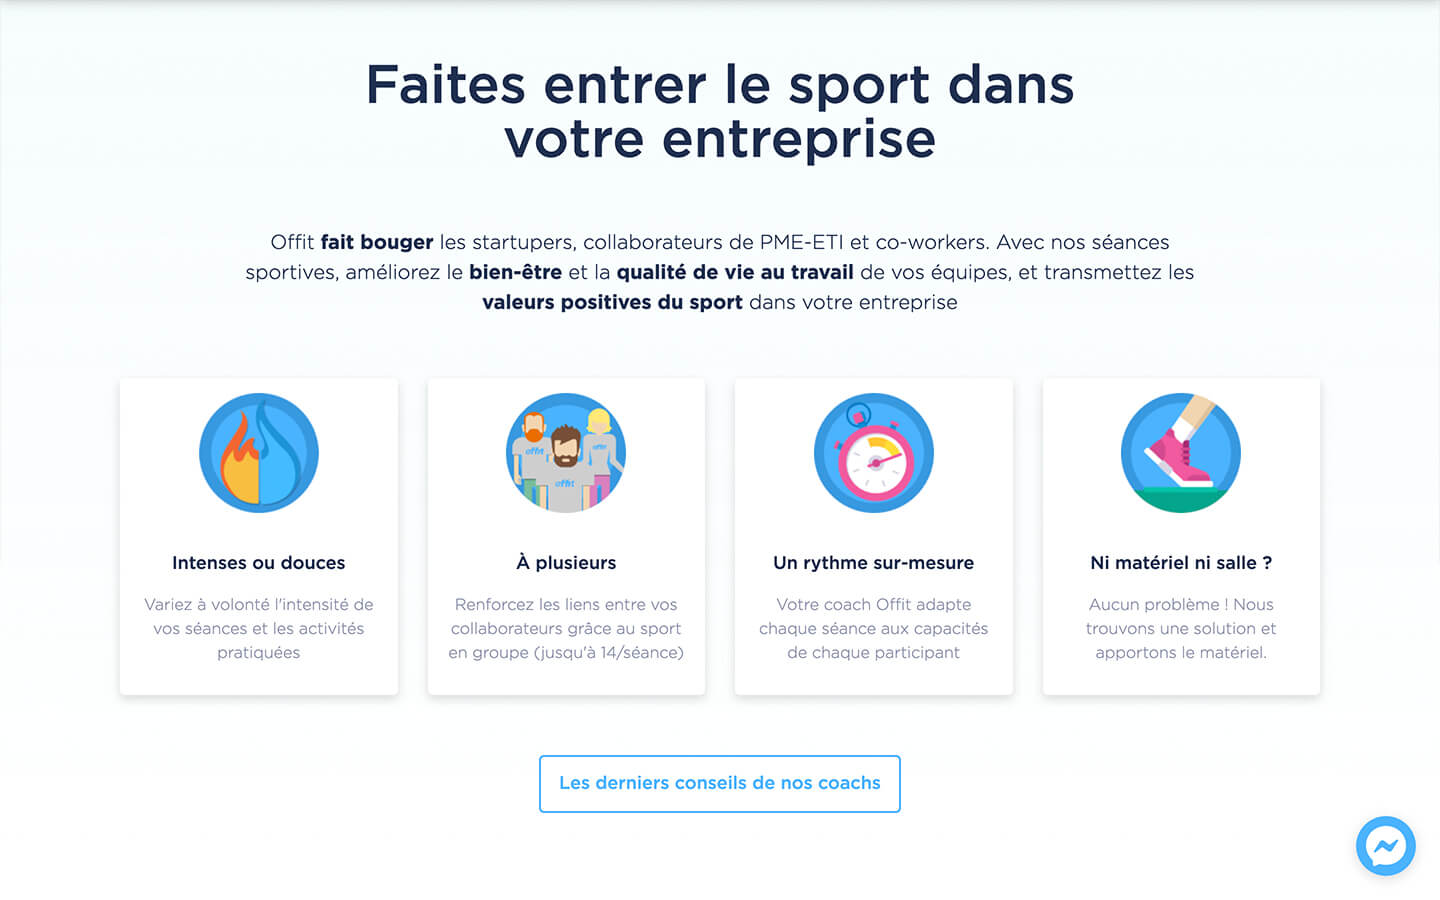 Faites entrer le sport dans
votre entreprise
Offit fait bouger les startupers, collaborateurs de PME-ETI et co-workers. Avec nos séances
sportives, améliorez le bien-être et la qualité de vie au travail de vos équipes, et transmettez les
valeurs positives du sport dans votre entreprise
offit
offit
offit
Intenses ou douces
Variez à volonté l'intensité de
vos séances et les activités
pratiquées
À plusieurs
Renforcez les liens entre vos
collaborateurs grâce au sport
en groupe (jusqu'à 14/séance)
Un rythme sur-mesure
Votre coach Offit adapte
chaque séance aux capacités
de chaque participant
Ni matériel ni salle ?
Aucun problème ! Nous
trouvons une solution et
apportons le matériel.
Les derniers conseils de nos coachs